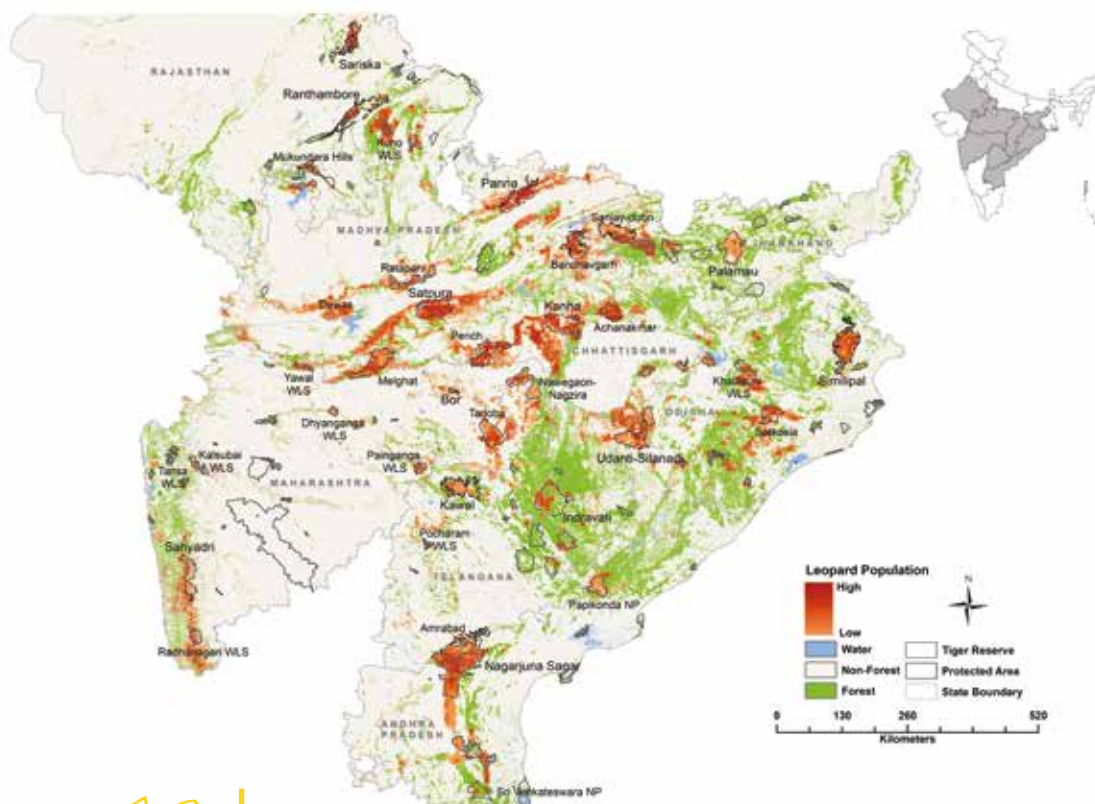 Sariska
RAJASTHAN
Ranthambore
Kuno
WLS
Mukundara Hills
Panna
MADHYA PRADESH
Sanjay-dubri
Bandhavgarh
JHARKHAND
Palamau
Ratapani
Satpura
Dewas
Kanha
Achanakmar
Pench
CHHATTISGARH
Similipal
Yawal
WLS
Melghat
Nawegaon-
Nagzira
WLS
Bor
ODISHA
Satkosia
Dhyanganga
WLS
Tadoba
Udanti-Sitanadi
Painganga
WLS
Kalsubai
WLS
Tansa
WLS
MAHARASHTRA
Kawal
Indravati
Pocharam
WLS
Sahyadri
TELANGANA
Papikonda NP
Radhanagari WLS
Amrabad
Nagarjuna Sagar
ANDHRA
PRADESH
Sri Venkateswara NP
Leopard Population
High
Low
Water
Non-Forest
Forest
Tiger Reserve
Protected Area
State Boundary
N
0 130 260 520
Kilometers